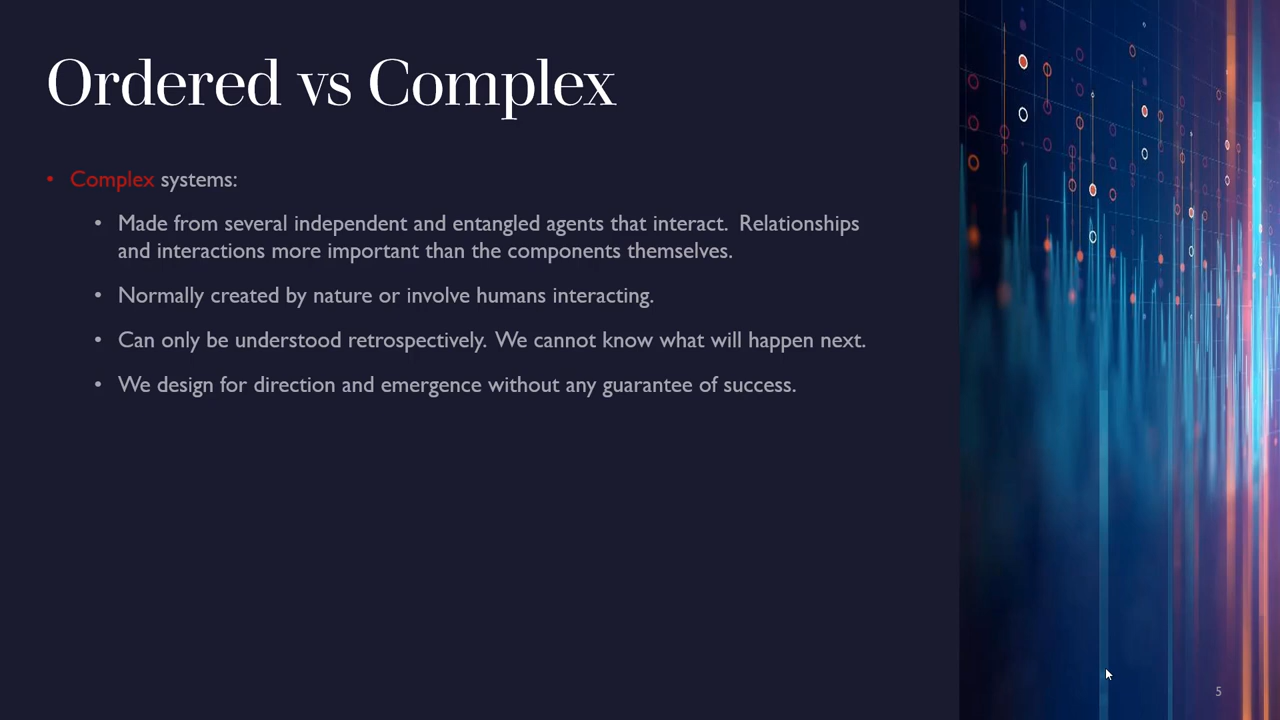 Ordered vs Complex
• Complex systems:
• Made from several independent and entangled agents that interact.  Relationships
and interactions more important than the components themselves.
• Normally created by nature or involve humans interacting.
• Can only be understood retrospectively.  We cannot know what will happen next.
• We design for direction and emergence without any guarantee of success.
5